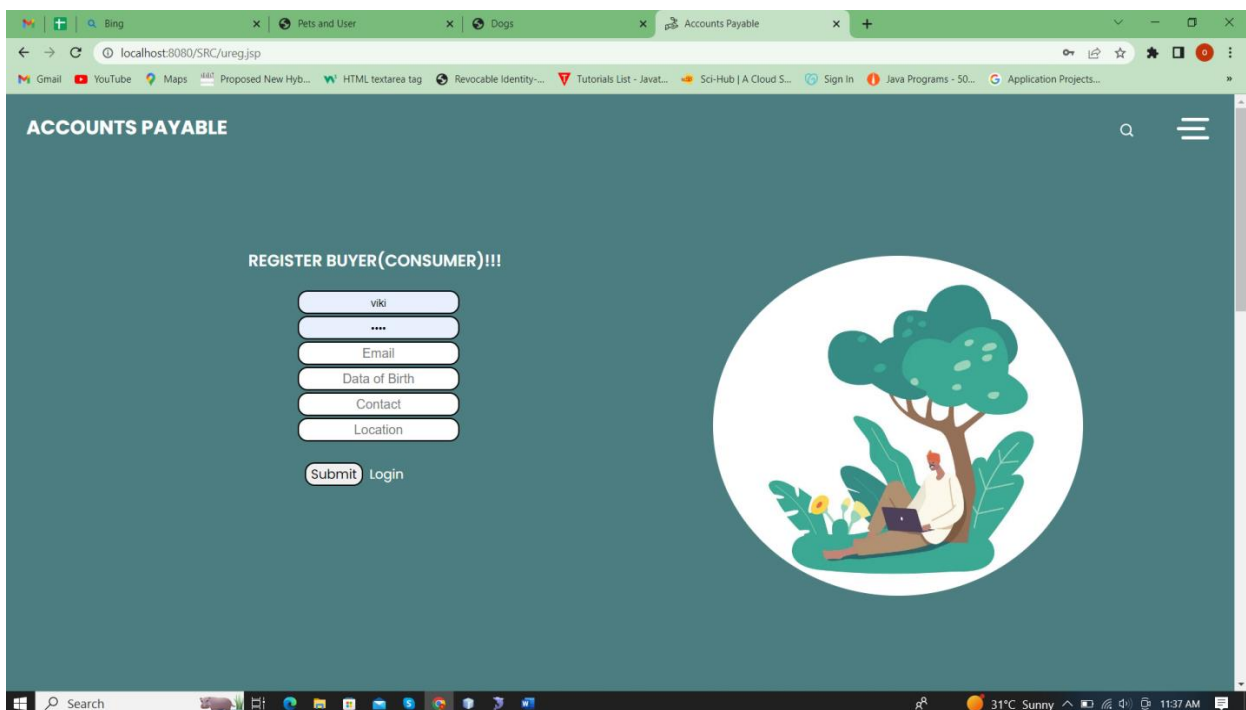 Bing
Pets and User
Dogs
Accounts Payable
localhost:8080/SRC/ureg.jsp
Gmail YouTube Maps Proposed New Hyb... HTML textarea tag Revocable Identity-... Tutorials List - Javat... Sci-Hub | A Cloud S... Sign In Java Programs - 50... Application Projects... »
ACCOUNTS PAYABLE
REGISTER BUYER(CONSUMER)!!!
viki
••••
Email
Data of Birth
Contact
Location
Submit Login
Search
31°C Sunny 11:37 AM